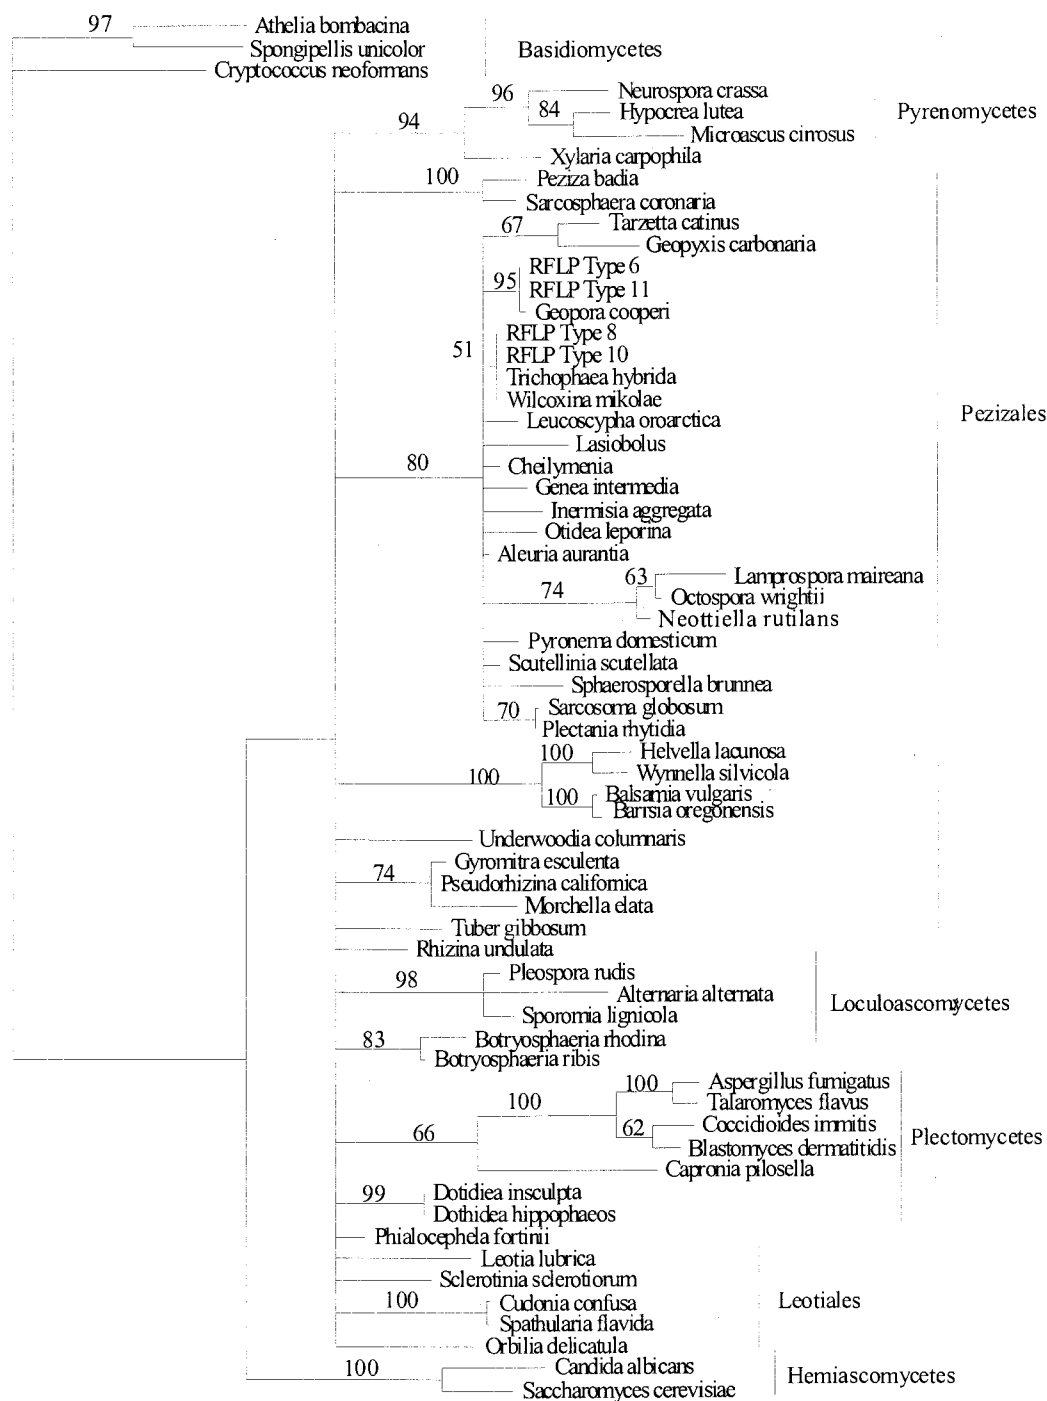 97
Athelia bombacina
Spongipellis unicolor
Basidiomycetes
Cryptococcus neoformans
96
Neurospora crassa
84
Hypocrea lutea
Pyrenomycetes
94
Microascus cirrosus
Xylaria carpophila
100
Peziza badia
Sarcosphaera coronaria
67
Tarzetta catinus
Geopyxis carbonaria
RFLP Type 6
95
RFLP Type 11
Geopora cooperi
RFLP Type 8
51
RFLP Type 10
Trichophaea hybrida
Wilcoxina mikolae
Pezizales
Leucoscypha oroarctica
Lasiobolus
80
Cheilymenia
Genea intermedia
Inermisia aggregata
Otidea leporina
Aleuria aurantia
63
Lamprospora maireana
74
Octospora wrightii
Neottiella rutilans
Pyronema domesticum
Scutellinia scutellata
Sphaerosporella brunnea
70
Sarcosoma globosum
Plectania rhytidia
100
Helvella lacunosa
100
Wynnella silvicola
100
Balsamia vulgaris
Barrsia oregonensis
Underwoodia columnaris
Gyromitra esculenta
74
Pseudorhizina californica
Morchella elata
Tuber gibbosum
Rhizina undulata
98
Pleospora rudis
Alternaria alternata
Loculoascomycetes
Sporomia lignicola
83
Botryosphaeria rhodina
Botryosphaeria ribis
100
Aspergillus fumigatus
100
Talaromyces flavus
66
62
Coccidioides immitis
Plectomycetes
Blastomyces dermatitidis
Capronia pilosella
99
Dotidiea insculpta
Dothidea hippophaeos
Phialocephela fortinii
Leotia lubrica
Sclerotinia sclerotiorum
100
Cudonia confusa
Leotiales
Spathularia flavida
Orbilia delicatula
100
Candida albicans
Hemiascomycetes
Saccharomyces cerevisiae